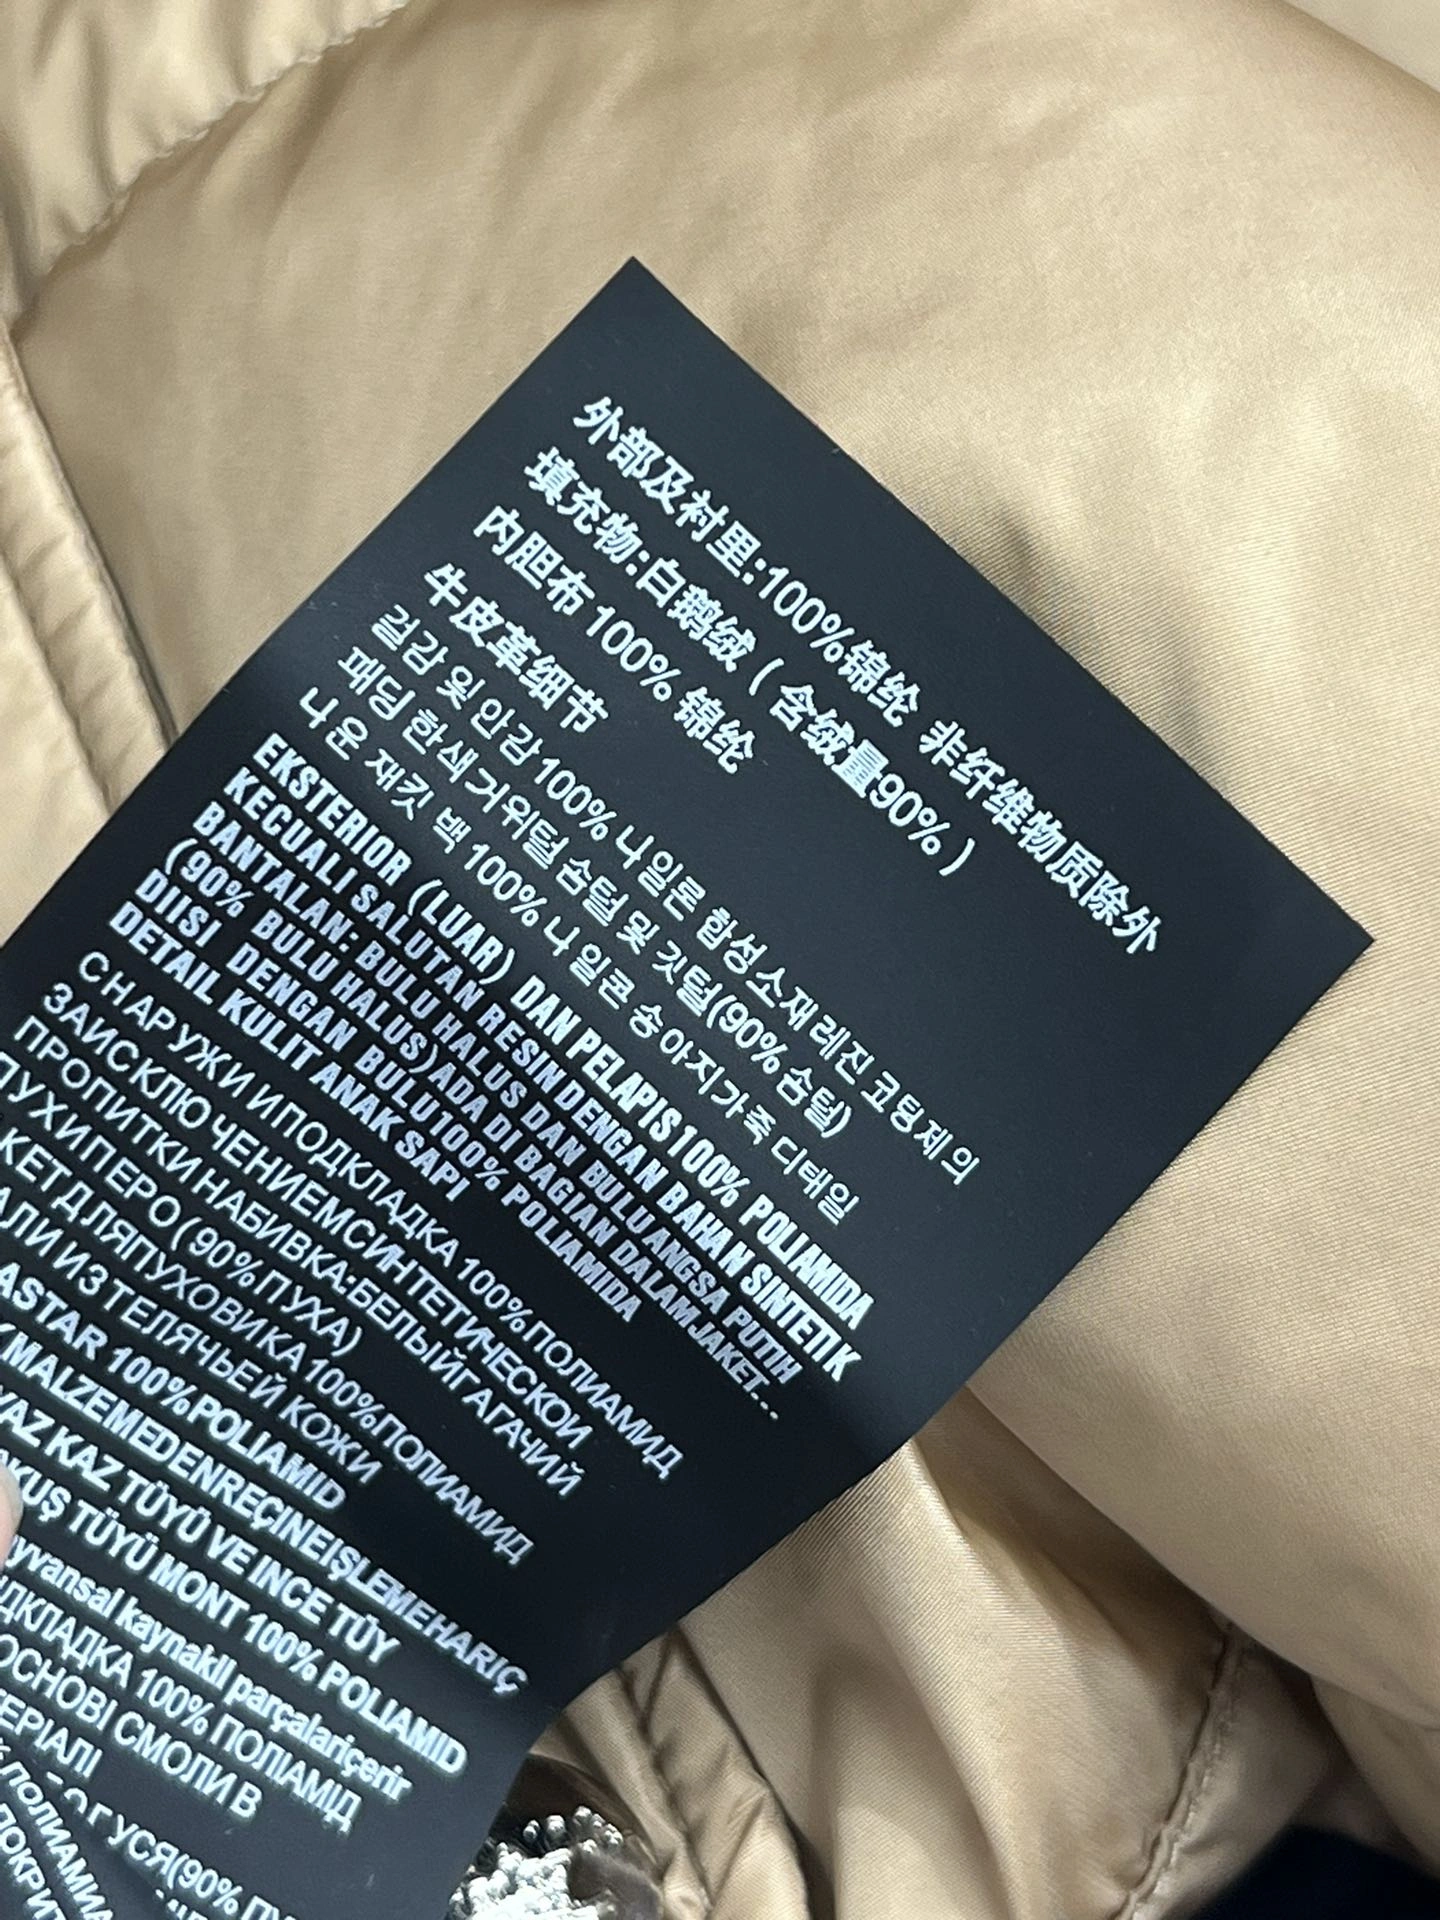 外部及衬里:100%锦纶 非纤维物质除外
填充物:白鹅绒 ( 含绒量90% )
内胆布 100% 锦纶
牛皮革细节
겉감 및 안감 100% 나일론 합성소재 레진 코팅제외
패딩 한색거위털 솜털 및 깃털(90%솜털)
나운 재킷 백 100% 나일론 송아지가죽 디테일
EKSTERIOR (LUAR) DAN PELAPIS 100% POLIAMIDA
KECUALI SALUTAN RESIN DENGAN BAHAN SINTETIK
BANTALAN: BULU HALUS DAN BULU ANGSA PUTIH
(90% BULU HALUS)ADA DI BAGIAN DALAM JAKET..
DIISI DENGAN BULU 100% POLIAMIDA
DETAIL KULIT ANAK SAPI
СНАРУЖИ И ПОДКЛАДКА 100%ПОЛИАМИД
ЗА ИСКЛЮЧЕНИЕМ СИНТЕТИЧЕСКОЙ
ПРОПИТКИ НАБИВКА:БЕЛЫЙ ГАГАЧИЙ
ПУХ И ПЕРО ( 90%ПУХА)
КЕТ ДЛЯ ПУХОВИКА 100%ПОЛИАМИД
АЛИ ИЗ ТЕЛЯЧЬЕЙ КОЖИ
ASTAR 100%POLIAMID
MALZEMEDEN REÇINE IŞLEME HARIÇ
YAZ KAZ TÜYÜ VE INCE TÜY
KUŞ TÜYÜ MONT 100% POLIAMID
yvansal kaynakli parçalar içerir
ДКЛАДКА 100% ПОЛІАМІД
ОСНОВІ СМОЛИ В
ЕРІАЛІ
ГУСЯ(90%
ПОЛИАМИ
ПОКРИТ